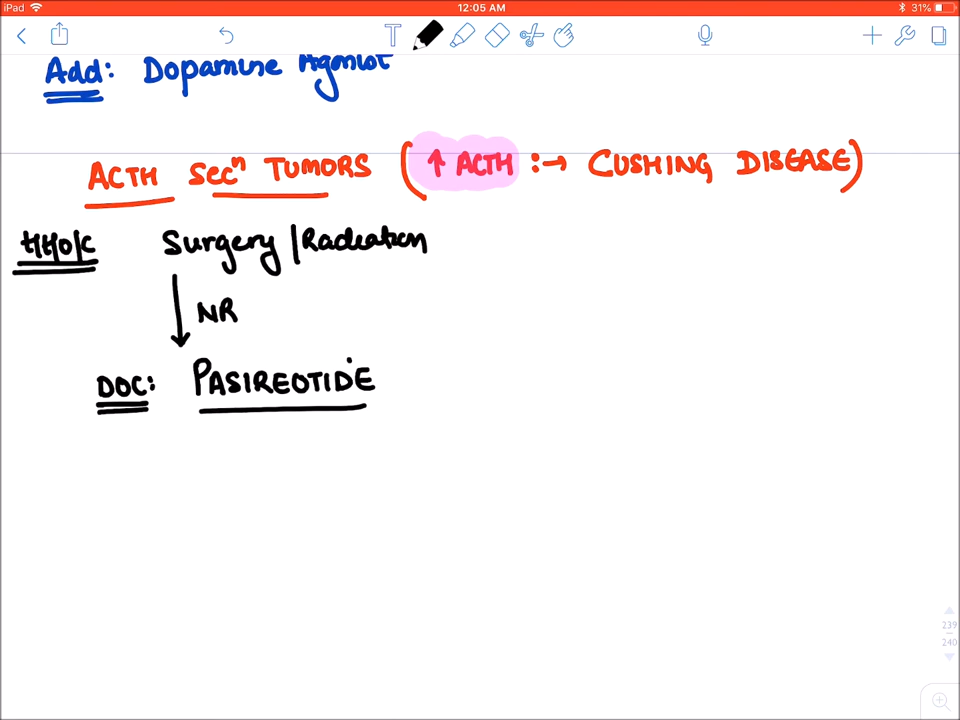 iPad 12:05 AM 31%
T
Add: Dopamine Agonist
ACTH Secⁿ TUMORS (↑ ACTH :→ CUSHING DISEASE)
Surgery/Radiation
↓ NR
DOC: PASIREOTIDE
239
240